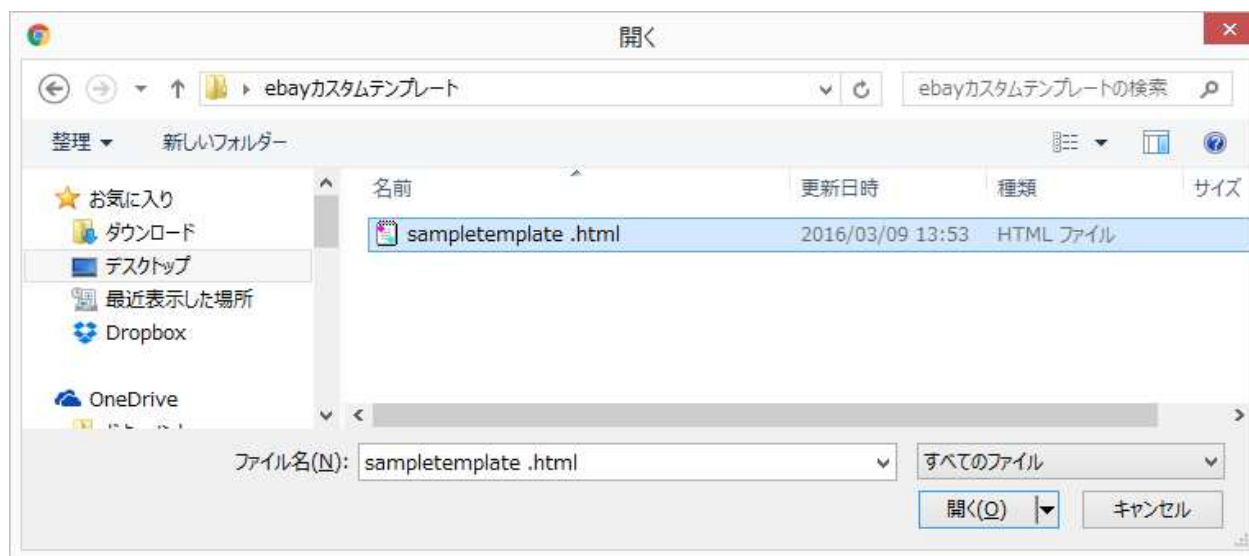 開く
ebayカスタムテンプレート
ebayカスタムテンプレートの検索
整理 新しいフォルダー
名前 更新日時 種類 サイズ
お気に入り
ダウンロード
デスクトップ
最近表示した場所
Dropbox
OneDrive
sampletemplate .html 2016/03/09 13:53 HTML ファイル
ファイル名(N): sampletemplate .html すべてのファイル
開く(O) キャンセル